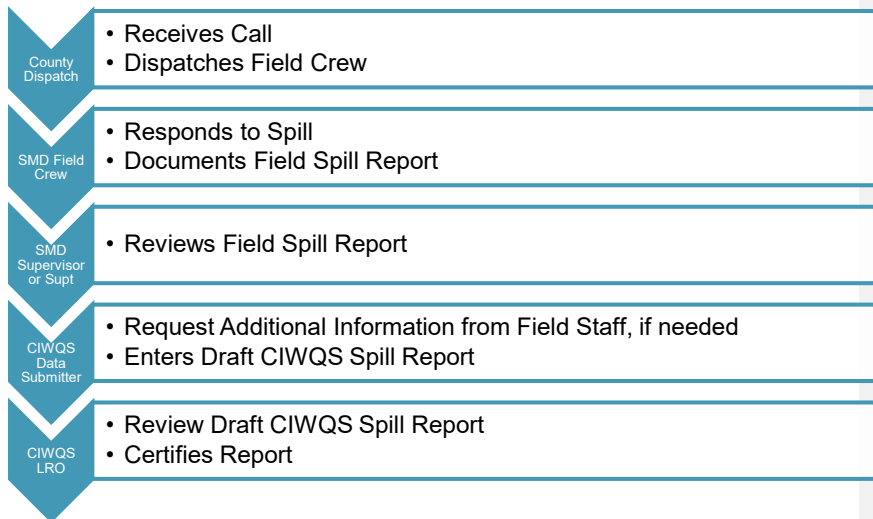 County
Dispatch
• Receives Call
• Dispatches Field Crew
SMD Field
Crew
• Responds to Spill
• Documents Field Spill Report
SMD
Supervisor
or Supt
• Reviews Field Spill Report
CIWQS
Data
Submitter
• Request Additional Information from Field Staff, if needed
• Enters Draft CIWQS Spill Report
CIWQS
LRO
• Review Draft CIWQS Spill Report
• Certifies Report